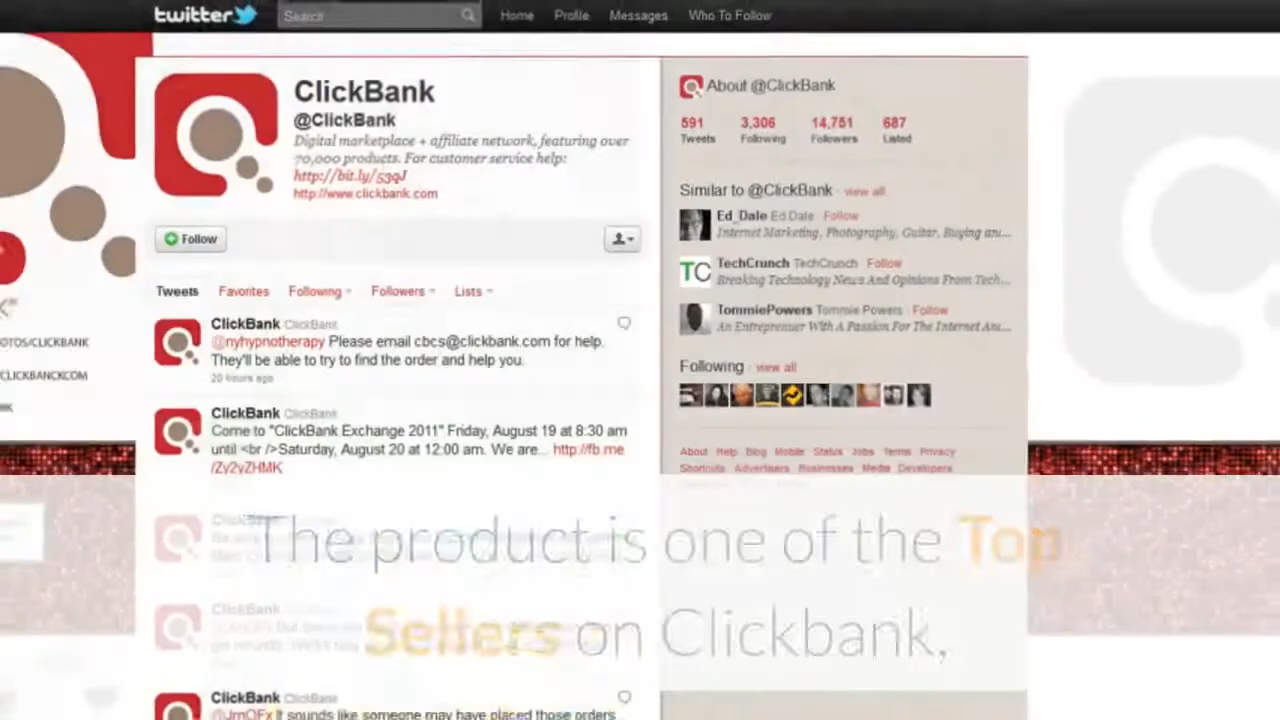 twitter
Search
Home Profile Messages Who To Follow
ClickBank
@ClickBank
Digital marketplace + affiliate network, featuring over
70,000 products. For customer service help:
http://bit.ly/53qJ
http://www.clickbank.com
Follow
Tweets Favorites Following Followers Lists
ClickBank ClickBank
@nyhypnotherapy Please email cbcs@clickbank.com for help.
They'll be able to try to find the order and help you.
20 hours ago
ClickBank ClickBank
Come to "ClickBank Exchange 2011" Friday, August 19 at 8:30 am
until <br />Saturday, August 20 at 12:00 am. We are... http://fb.me
/Zy2yZHMK
ClickBank
ClickBank
ClickBank ClickBank
@JrnOFx It sounds like someone may have placed those orders
About @ClickBank
591 3,306 14,751 687
Tweets Following Followers Listed
Similar to @ClickBank · view all
Ed_Dale Ed Dale · Follow
Internet Marketing, Photography, Guitar, Buying an...
TechCrunch TechCrunch · Follow
Breaking Technology News And Opinions From Tech...
TommiePowers Tommie Powers · Follow
An Entreprenuer With A Passion For The Internet An...
Following · view all
About Help Blog Mobile Status Jobs Terms Privacy
Shortcuts Advertisers Businesses Media Developers
OTOS/CLICKBANK
CLICKBANCKCOM
The product is one of the Top
Sellers on Clickbank,